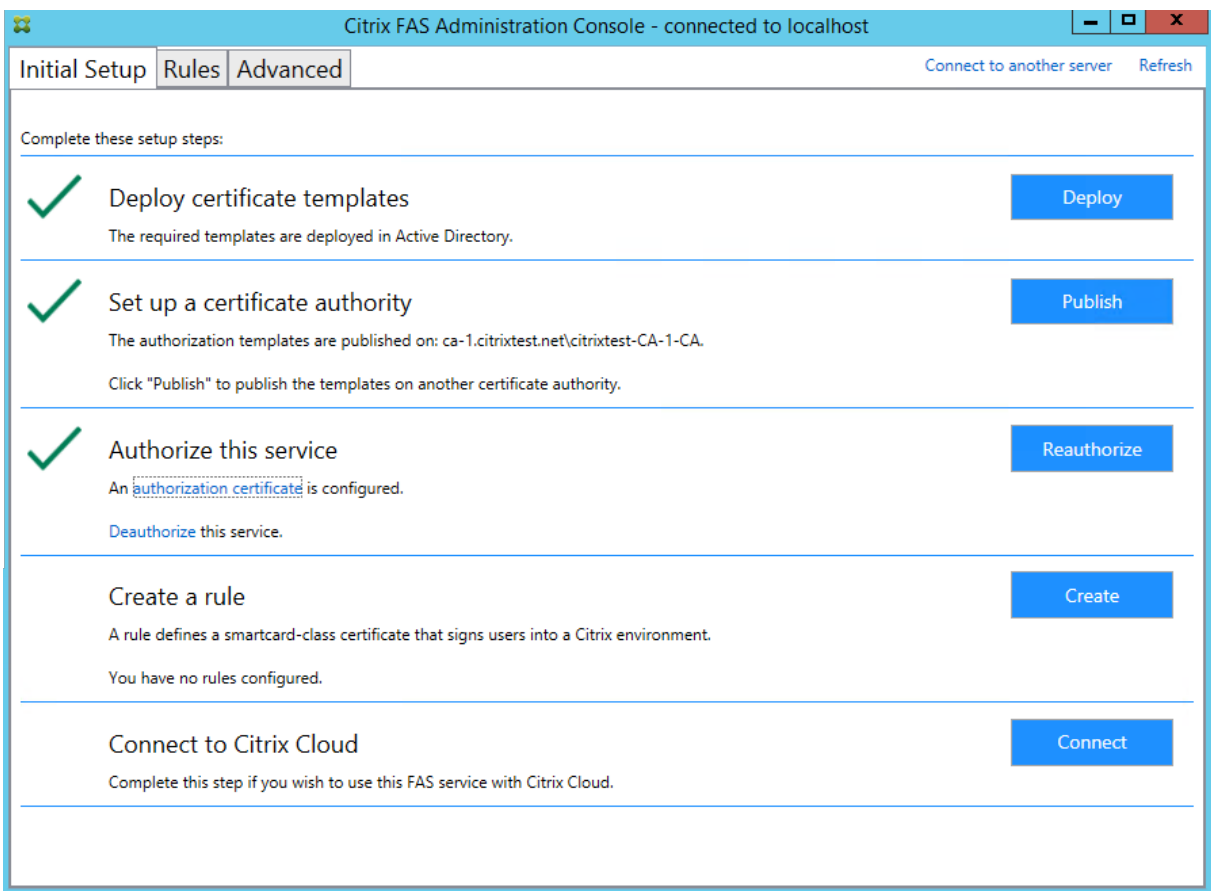 Citrix FAS Administration Console - connected to localhost
Initial Setup Rules Advanced Connect to another server Refresh
Complete these setup steps:
Deploy certificate templates
Deploy
The required templates are deployed in Active Directory.
Set up a certificate authority
Publish
The authorization templates are published on: ca-1.citrixtest.net\citrixtest-CA-1-CA.
Click "Publish" to publish the templates on another certificate authority.
Authorize this service
Reauthorize
An authorization certificate is configured.
Deauthorize this service.
Create a rule
Create
A rule defines a smartcard-class certificate that signs users into a Citrix environment.
You have no rules configured.
Connect to Citrix Cloud
Connect
Complete this step if you wish to use this FAS service with Citrix Cloud.